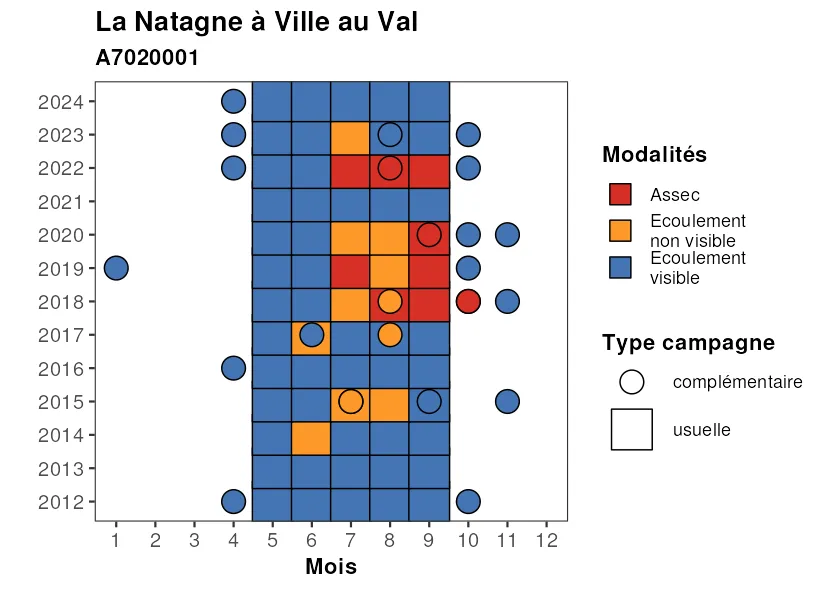 La Natagne à Ville au Val
A7020001
2024
2023
2022
2021
2020
2019
2018
2017
2016
2015
2014
2013
2012
1 2 3 4 5 6 7 8 9 10 11 12
Mois
Modalités
Assec
Ecoulement
non visible
Ecoulement
visible
Type campagne
complémentaire
usuelle